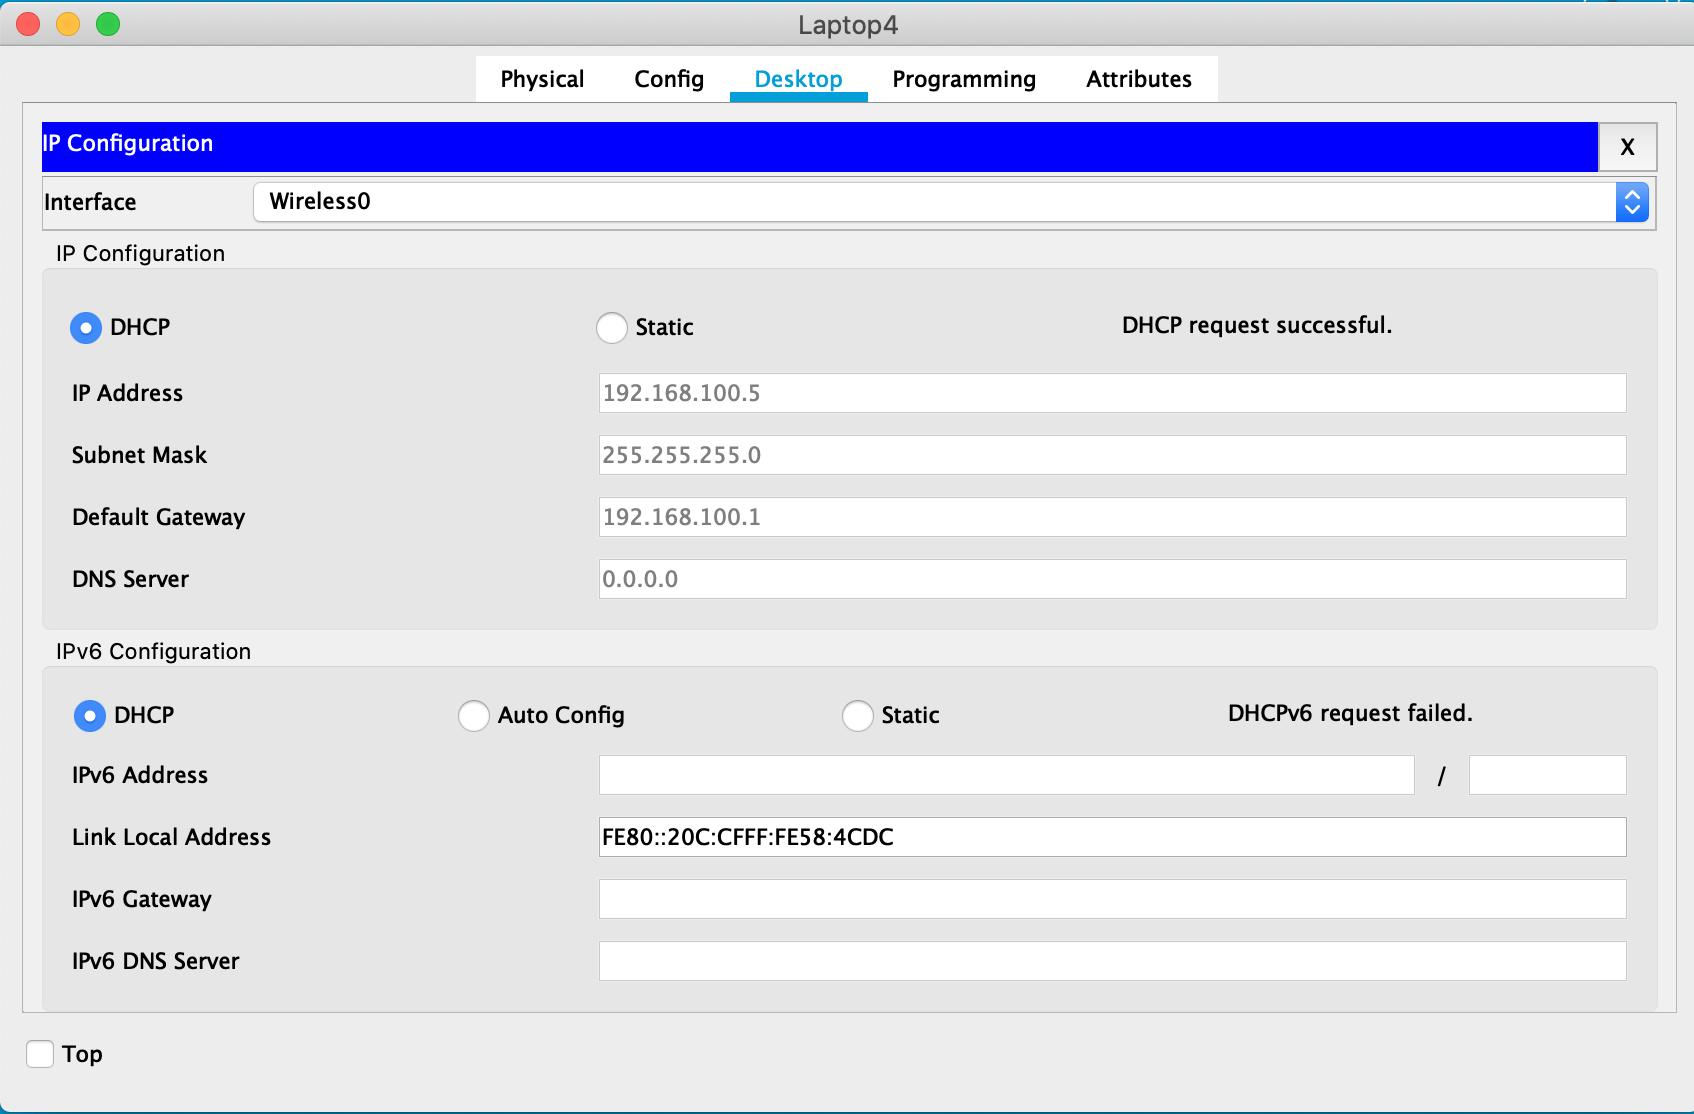 Laptop4
Physical Config Desktop Programming Attributes
IP Configuration X
Interface Wireless0
IP Configuration
DHCP Static DHCP request successful.
IP Address 192.168.100.5
Subnet Mask 255.255.255.0
Default Gateway 192.168.100.1
DNS Server 0.0.0.0
IPv6 Configuration
DHCP Auto Config Static DHCPv6 request failed.
IPv6 Address /
Link Local Address FE80::20C:CFFF:FE58:4CDC
IPv6 Gateway
IPv6 DNS Server
Top